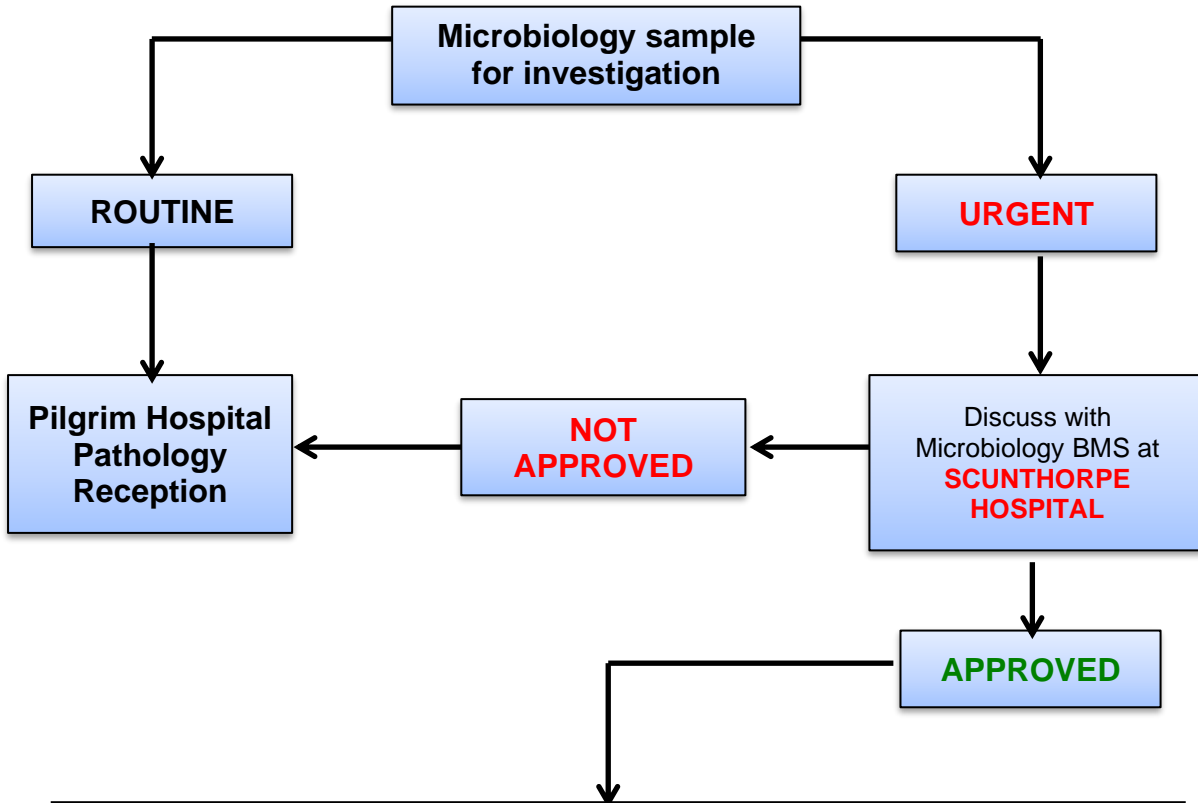 Microbiology sample
for investigation
ROUTINE
URGENT
Pilgrim Hospital
Pathology
Reception
NOT
APPROVED
Discuss with
Microbiology BMS at
SCUNTHORPE
HOSPITAL
APPROVED